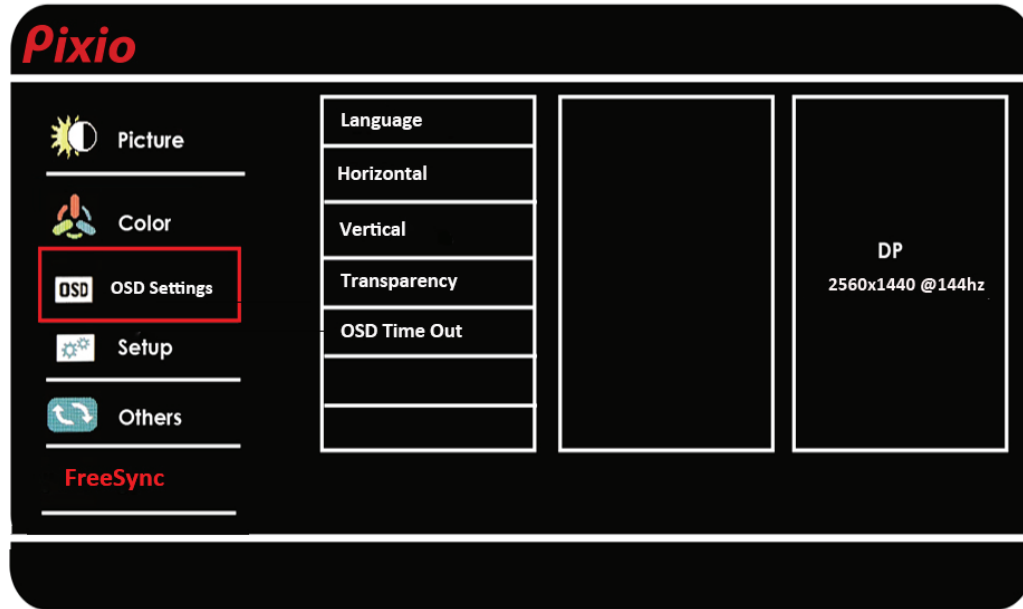 Pixio
Picture
Color
OSD OSD Settings
Setup
Others
FreeSync
Language
Horizontal
Vertical
Transparency
OSD Time Out
DP
2560x1440 @144hz